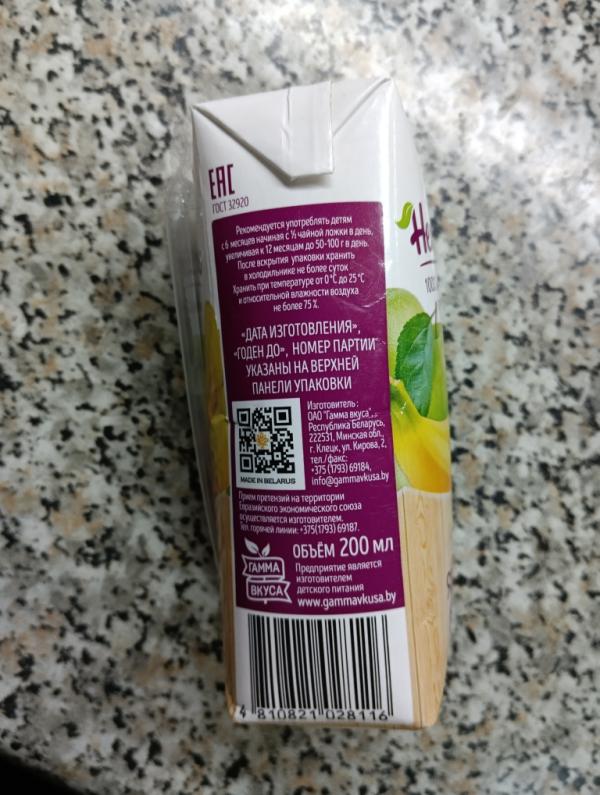 ЕАС
ГОСТ 32920
Рекомендуется употреблять детям
с 6 месяцев начиная с ½ чайной ложки в день,
увеличивая к 12 месяцам до 50-100 г в день.
После вскрытия упаковки хранить
в холодильнике не более суток
Хранить при температуре от 0 °С до 25 °С
и относительной влажности воздуха
не более 75 %.
«ДАТА ИЗГОТОВЛЕНИЯ»,
«ГОДЕН ДО», НОМЕР ПАРТИИ
УКАЗАНЫ НА ВЕРХНЕЙ
ПАНЕЛИ УПАКОВКИ
Изготовитель:
ОАО "Гамма вкуса",
Республика Беларусь,
222531, Минская обл.,
г. Клецк, ул. Кирова, 2,
тел./факс:
+375 (1793) 69184,
info@gammavkusa.by
MADE IN BELARUS
Прием претензий на территории
Евразийского экономического союза
осуществляется изготовителем.
Тел. горячей линии: +375(1793) 69187.
ОБЪЁМ 200 МЛ
ГАММА
ВКУСА
Предприятие является
изготовителем
детского питания
www.gammavkusa.by
4 810821 028116
100%